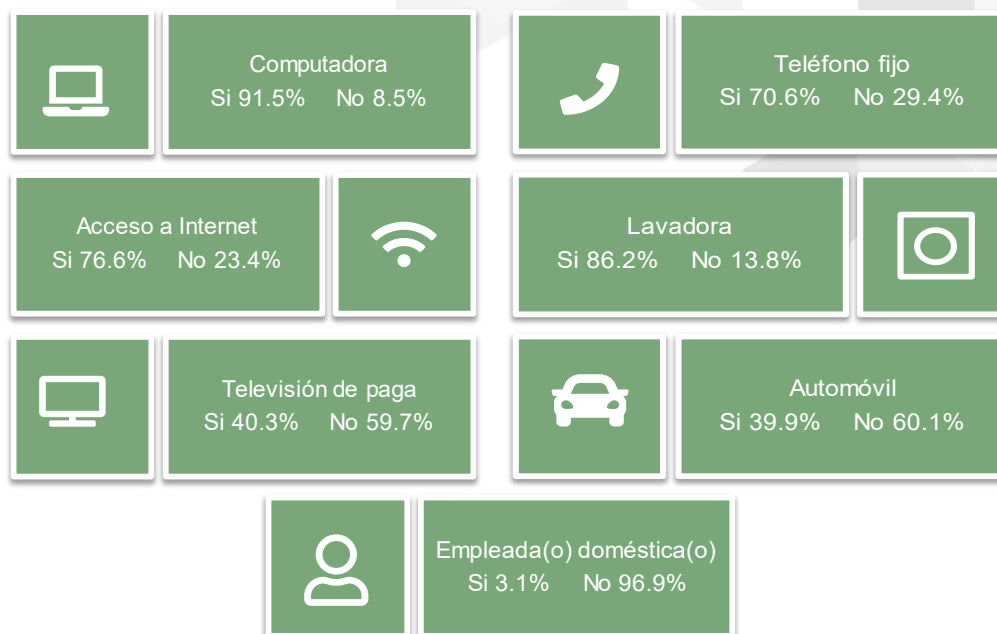 Computadora
Si 91.5% No 8.5%
Teléfono fijo
Si 70.6% No 29.4%
Acceso a Internet
Si 76.6% No 23.4%
Lavadora
Si 86.2% No 13.8%
Televisión de paga
Si 40.3% No 59.7%
Automóvil
Si 39.9% No 60.1%
Empleada(o) doméstica(o)
Si 3.1% No 96.9%